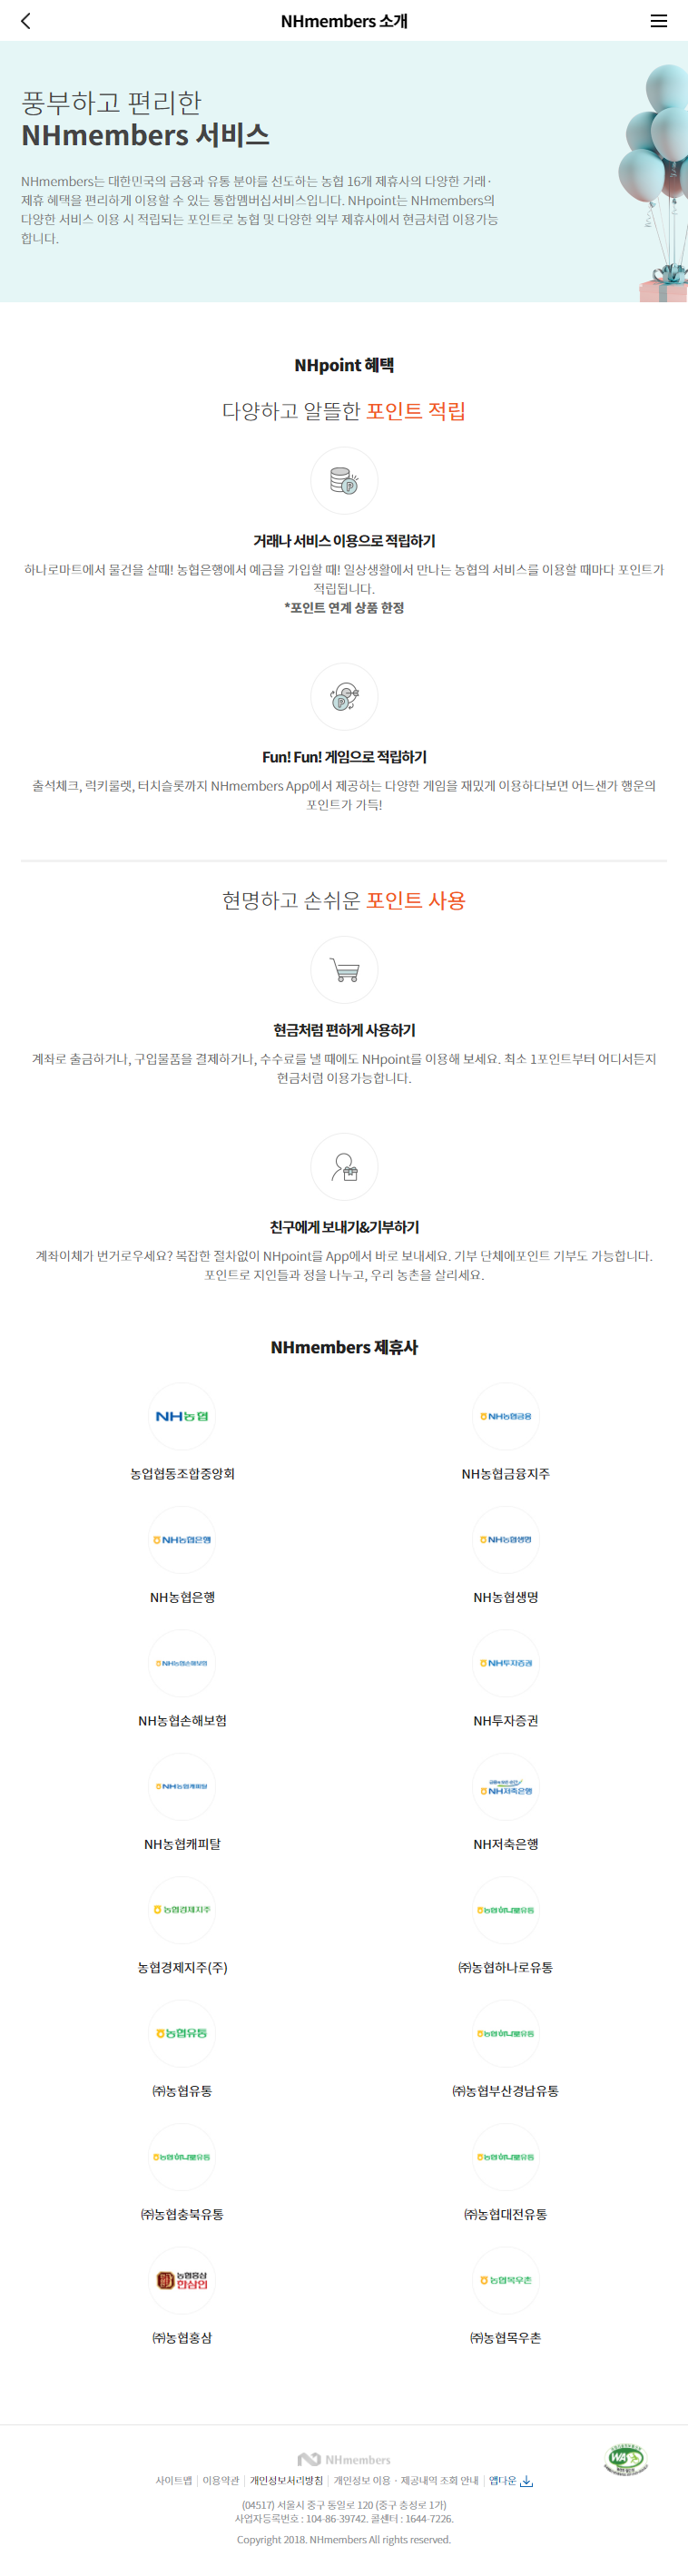 NHmembers 소개
풍부하고 편리한
NHmembers 서비스
NHmembers는 대한민국의 금융과 유통 분야를 선도하는 농협 16개 제휴사의 다양한 거래·
제휴 혜택을 편리하게 이용할 수 있는 통합멤버십서비스입니다. NHpoint는 NHmembers의
다양한 서비스 이용 시 적립되는 포인트로 농협 및 다양한 외부 제휴사에서 현금처럼 이용가능
합니다.
NHpoint 혜택
다양하고 알뜰한 포인트 적립
거래나 서비스 이용으로 적립하기
하나로마트에서 물건을 살때! 농협은행에서 예금을 가입할 때! 일상생활에서 만나는 농협의 서비스를 이용할 때마다 포인트가
적립됩니다.
*포인트 연계 상품 한정
Fun! Fun! 게임으로 적립하기
출석체크, 럭키룰렛, 터치슬롯까지 NHmembers App에서 제공하는 다양한 게임을 재밌게 이용하다보면 어느샌가 행운의
포인트가 가득!
현명하고 손쉬운 포인트 사용
현금처럼 편하게 사용하기
계좌로 출금하거나, 구입물품을 결제하거나, 수수료를 낼 때에도 NHpoint를 이용해 보세요. 최소 1포인트부터 어디서든지
현금처럼 이용가능합니다.
친구에게 보내기&기부하기
계좌이체가 번거로우세요? 복잡한 절차없이 NHpoint를 App에서 바로 보내세요. 기부 단체에포인트 기부도 가능합니다.
포인트로 지인들과 정을 나누고, 우리 농촌을 살리세요.
NHmembers 제휴사
NH농협 NH농협금융
농업협동조합중앙회 NH농협금융지주
NH농협은행 NH농협생명
NH농협은행 NH농협생명
NH농협손해보험 NH투자증권
NH농협손해보험 NH투자증권
NH농협캐피탈 NH저축은행
NH농협캐피탈 NH저축은행
농협경제지주 농협하나로유통
농협경제지주(주) ㈜농협하나로유통
농협유통 농협하나로유통
㈜농협유통 ㈜농협부산경남유통
농협하나로유통 농협하나로유통
㈜농협충북유통 ㈜농협대전유통
농협홍삼
한삼인 농협목우촌
㈜농협홍삼 ㈜농협목우촌
NHmembers
WA
사이트맵 이용약관 개인정보처리방침 개인정보 이용·제공내역 조회 안내 앱다운
(04517) 서울시 중구 통일로 120 (중구 충정로 1가)
사업자등록번호 : 104-86-39742. 콜센터 : 1644-7226.
Copyright 2018. NHmembers All rights reserved.